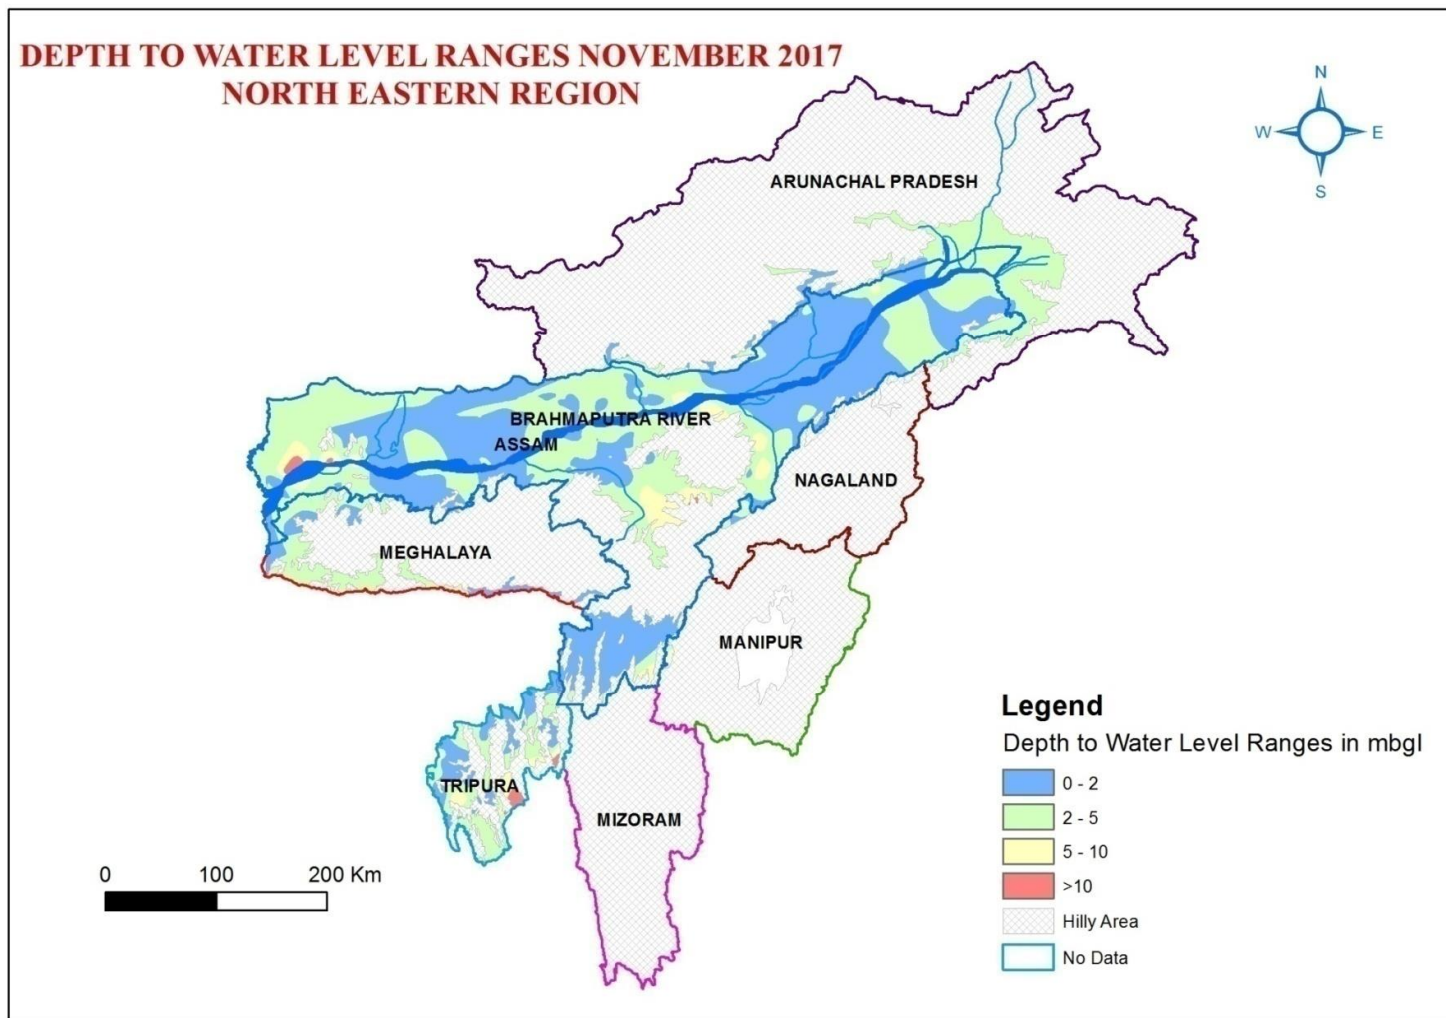 DEPTH TO WATER LEVEL RANGES NOVEMBER 2017
NORTH EASTERN REGION
N
W
E
S
ARUNACHAL PRADESH
BRAHMAPUTRA RIVER
ASSAM
NAGALAND
MEGHALAYA
MANIPUR
TRIPURA
MIZORAM
Legend
Depth to Water Level Ranges in mbgl
0 - 2
2 - 5
5 - 10
>10
Hilly Area
No Data
0 100 200 Km